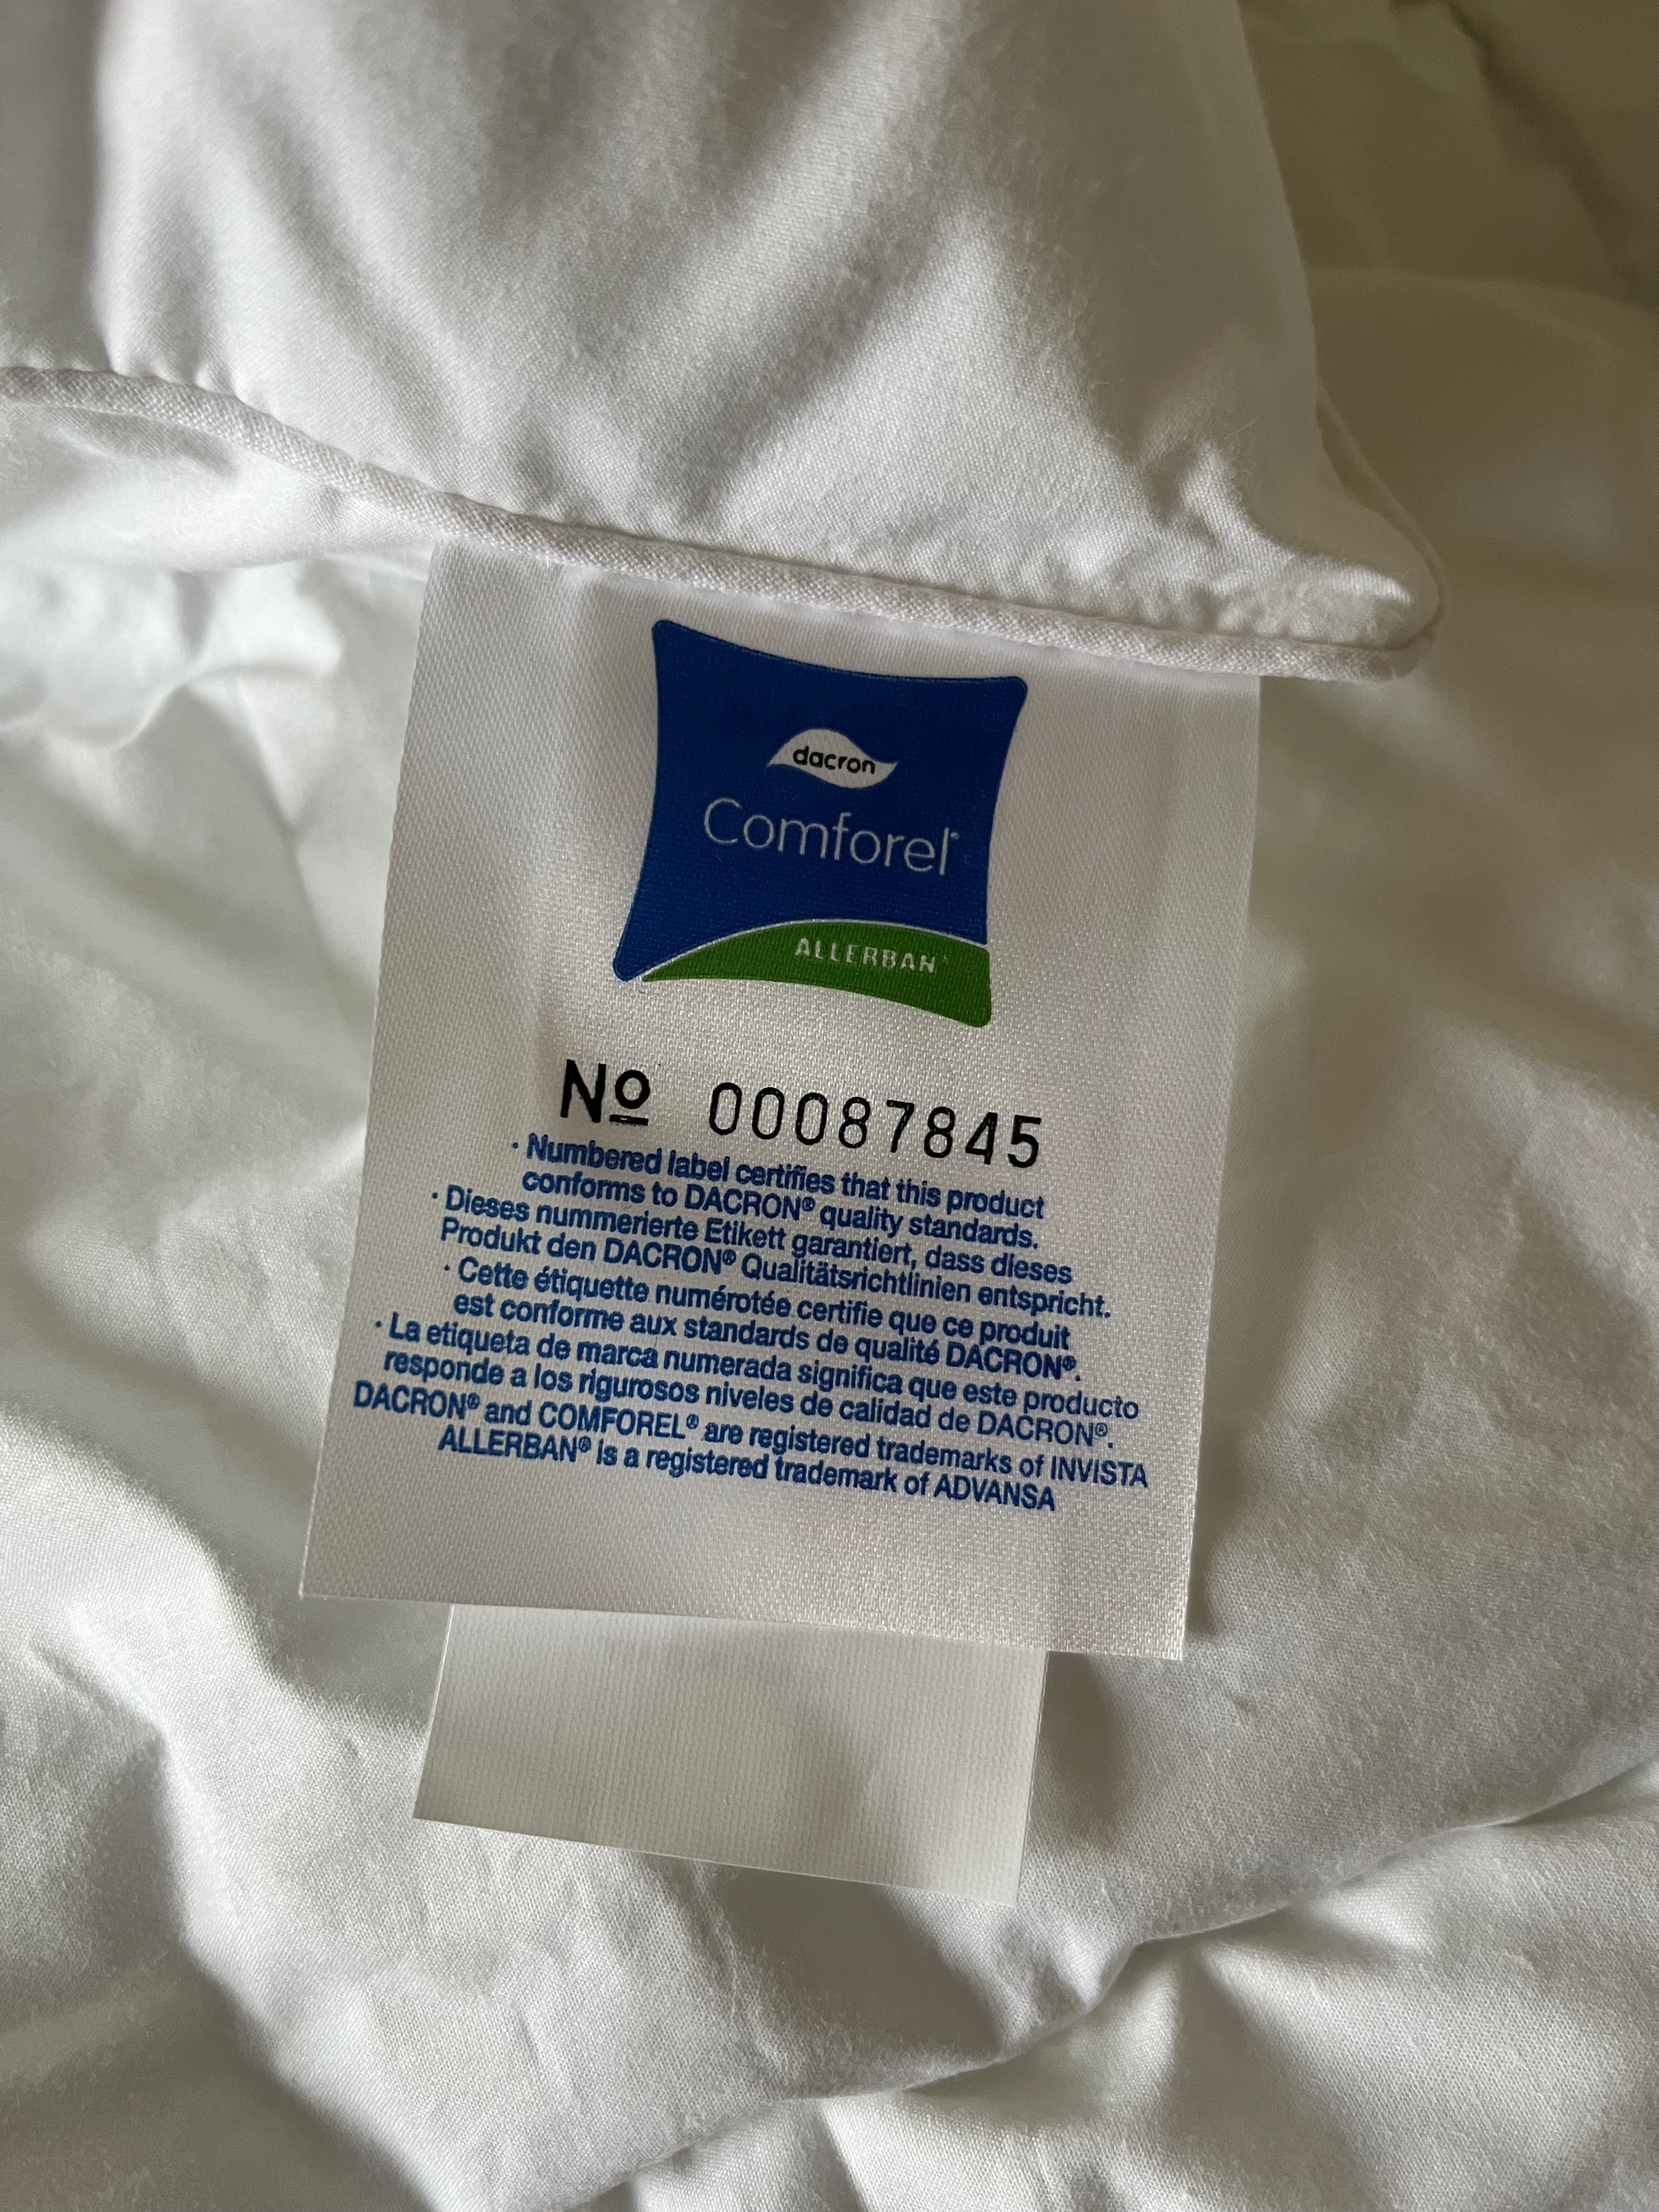 dacron
Comforel®
ALLERBAN®
Nº 00087845
· Numbered label certifies that this product
conforms to DACRON® quality standards.
· Dieses nummerierte Etikett garantiert, dass dieses
Produkt den DACRON® Qualitätsrichtlinien entspricht.
· Cette étiquette numérotée certifie que ce produit
est conforme aux standards de qualité DACRON®.
· La etiqueta de marca numerada significa que este producto
responde a los rigurosos niveles de calidad de DACRON®.
DACRON® and COMFOREL® are registered trademarks of INVISTA
ALLERBAN® is a registered trademark of ADVANSA